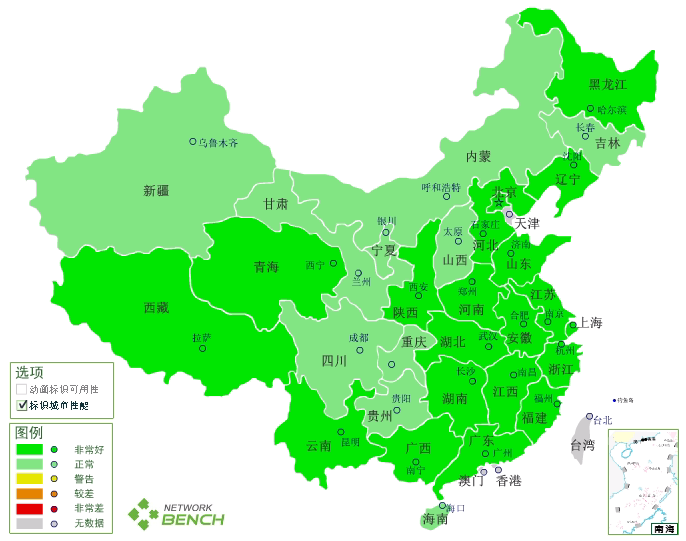 黑龙江
哈尔滨
长春
吉林
乌鲁木齐
沈阳
内蒙
辽宁
新疆
呼和浩特
北京
甘肃
银川
石家庄
天津
太原
河北
济南
宁夏
山西
山东
青海
西宁
兰州
西安
郑州
江苏
西藏
陕西
河南
合肥
南京
上海
拉萨
成都
重庆
湖北
武汉
安徽
杭州
四川
长沙
南昌
浙江
选项
动画标识可用性
标识城市性能
贵阳
湖南
江西
福州
钓鱼岛
贵州
福建
台北
图例
非常好
正常
警告
较差
非常差
无数据
云南
昆明
广西
广东
广州
台湾
南宁
澳门
香港
海口
海南
NETWORK
BENCH
南海